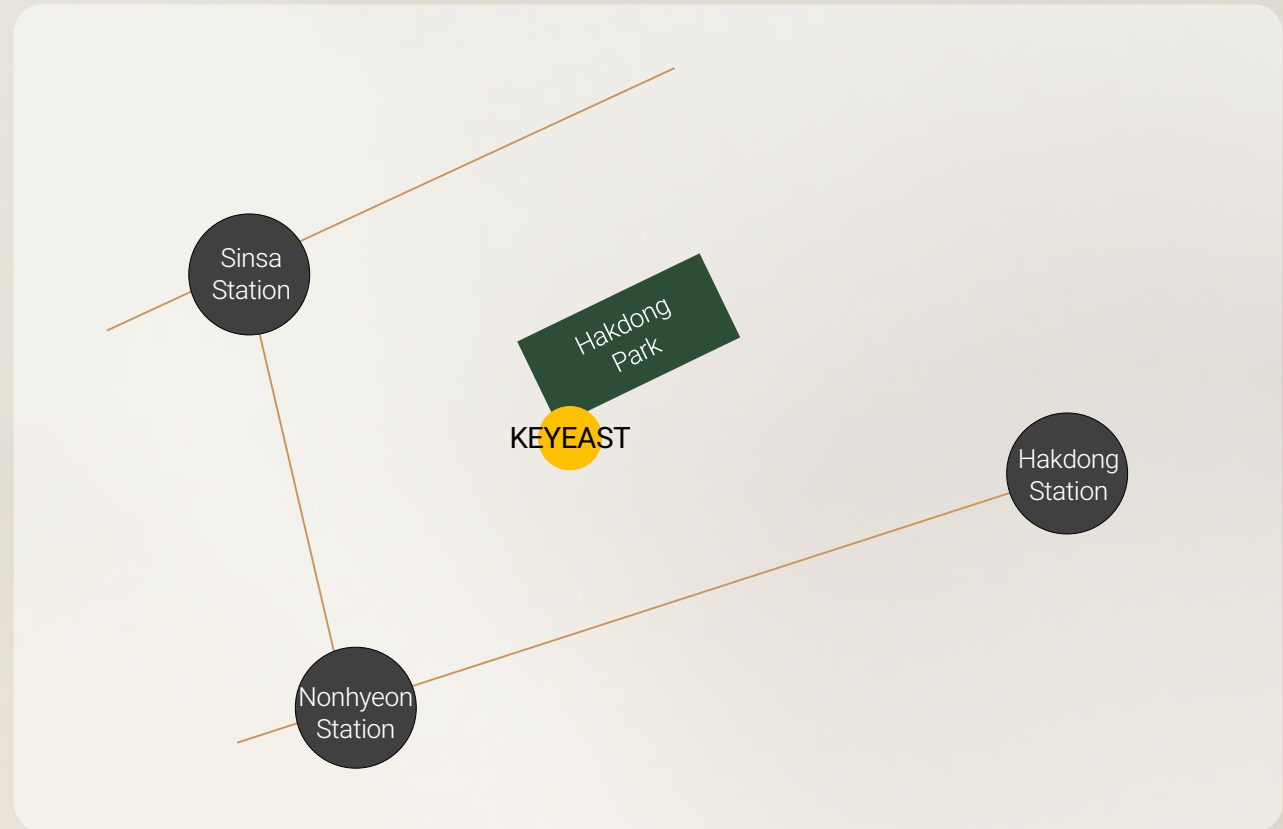 Sinsa
Station
Hakdong
Park
KEYEAST
Hakdong
Station
Nonhyeon
Station